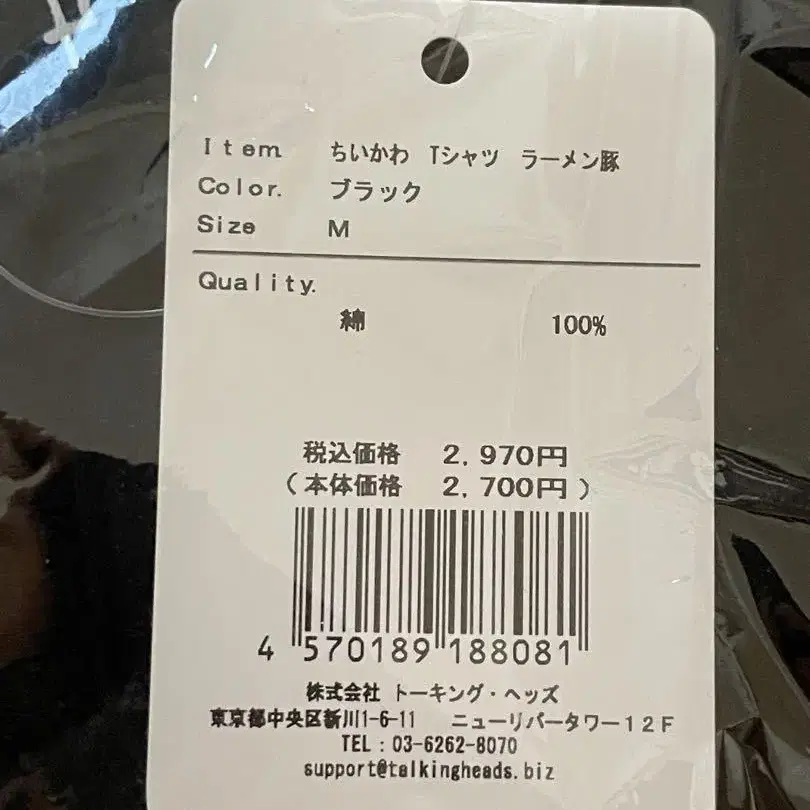 Item ちいかわ Tシャツ ラーメン豚
Color. ブラック
Size M
Quality.
綿 100%
税込価格 2,970円
(本体価格 2,700円)
4 570189 188081
株式会社 トーキング・ヘッズ
東京都中央区新川1-6-11 ニューリバータワー12F
TEL : 03-6262-8070
support@talkingheads.biz